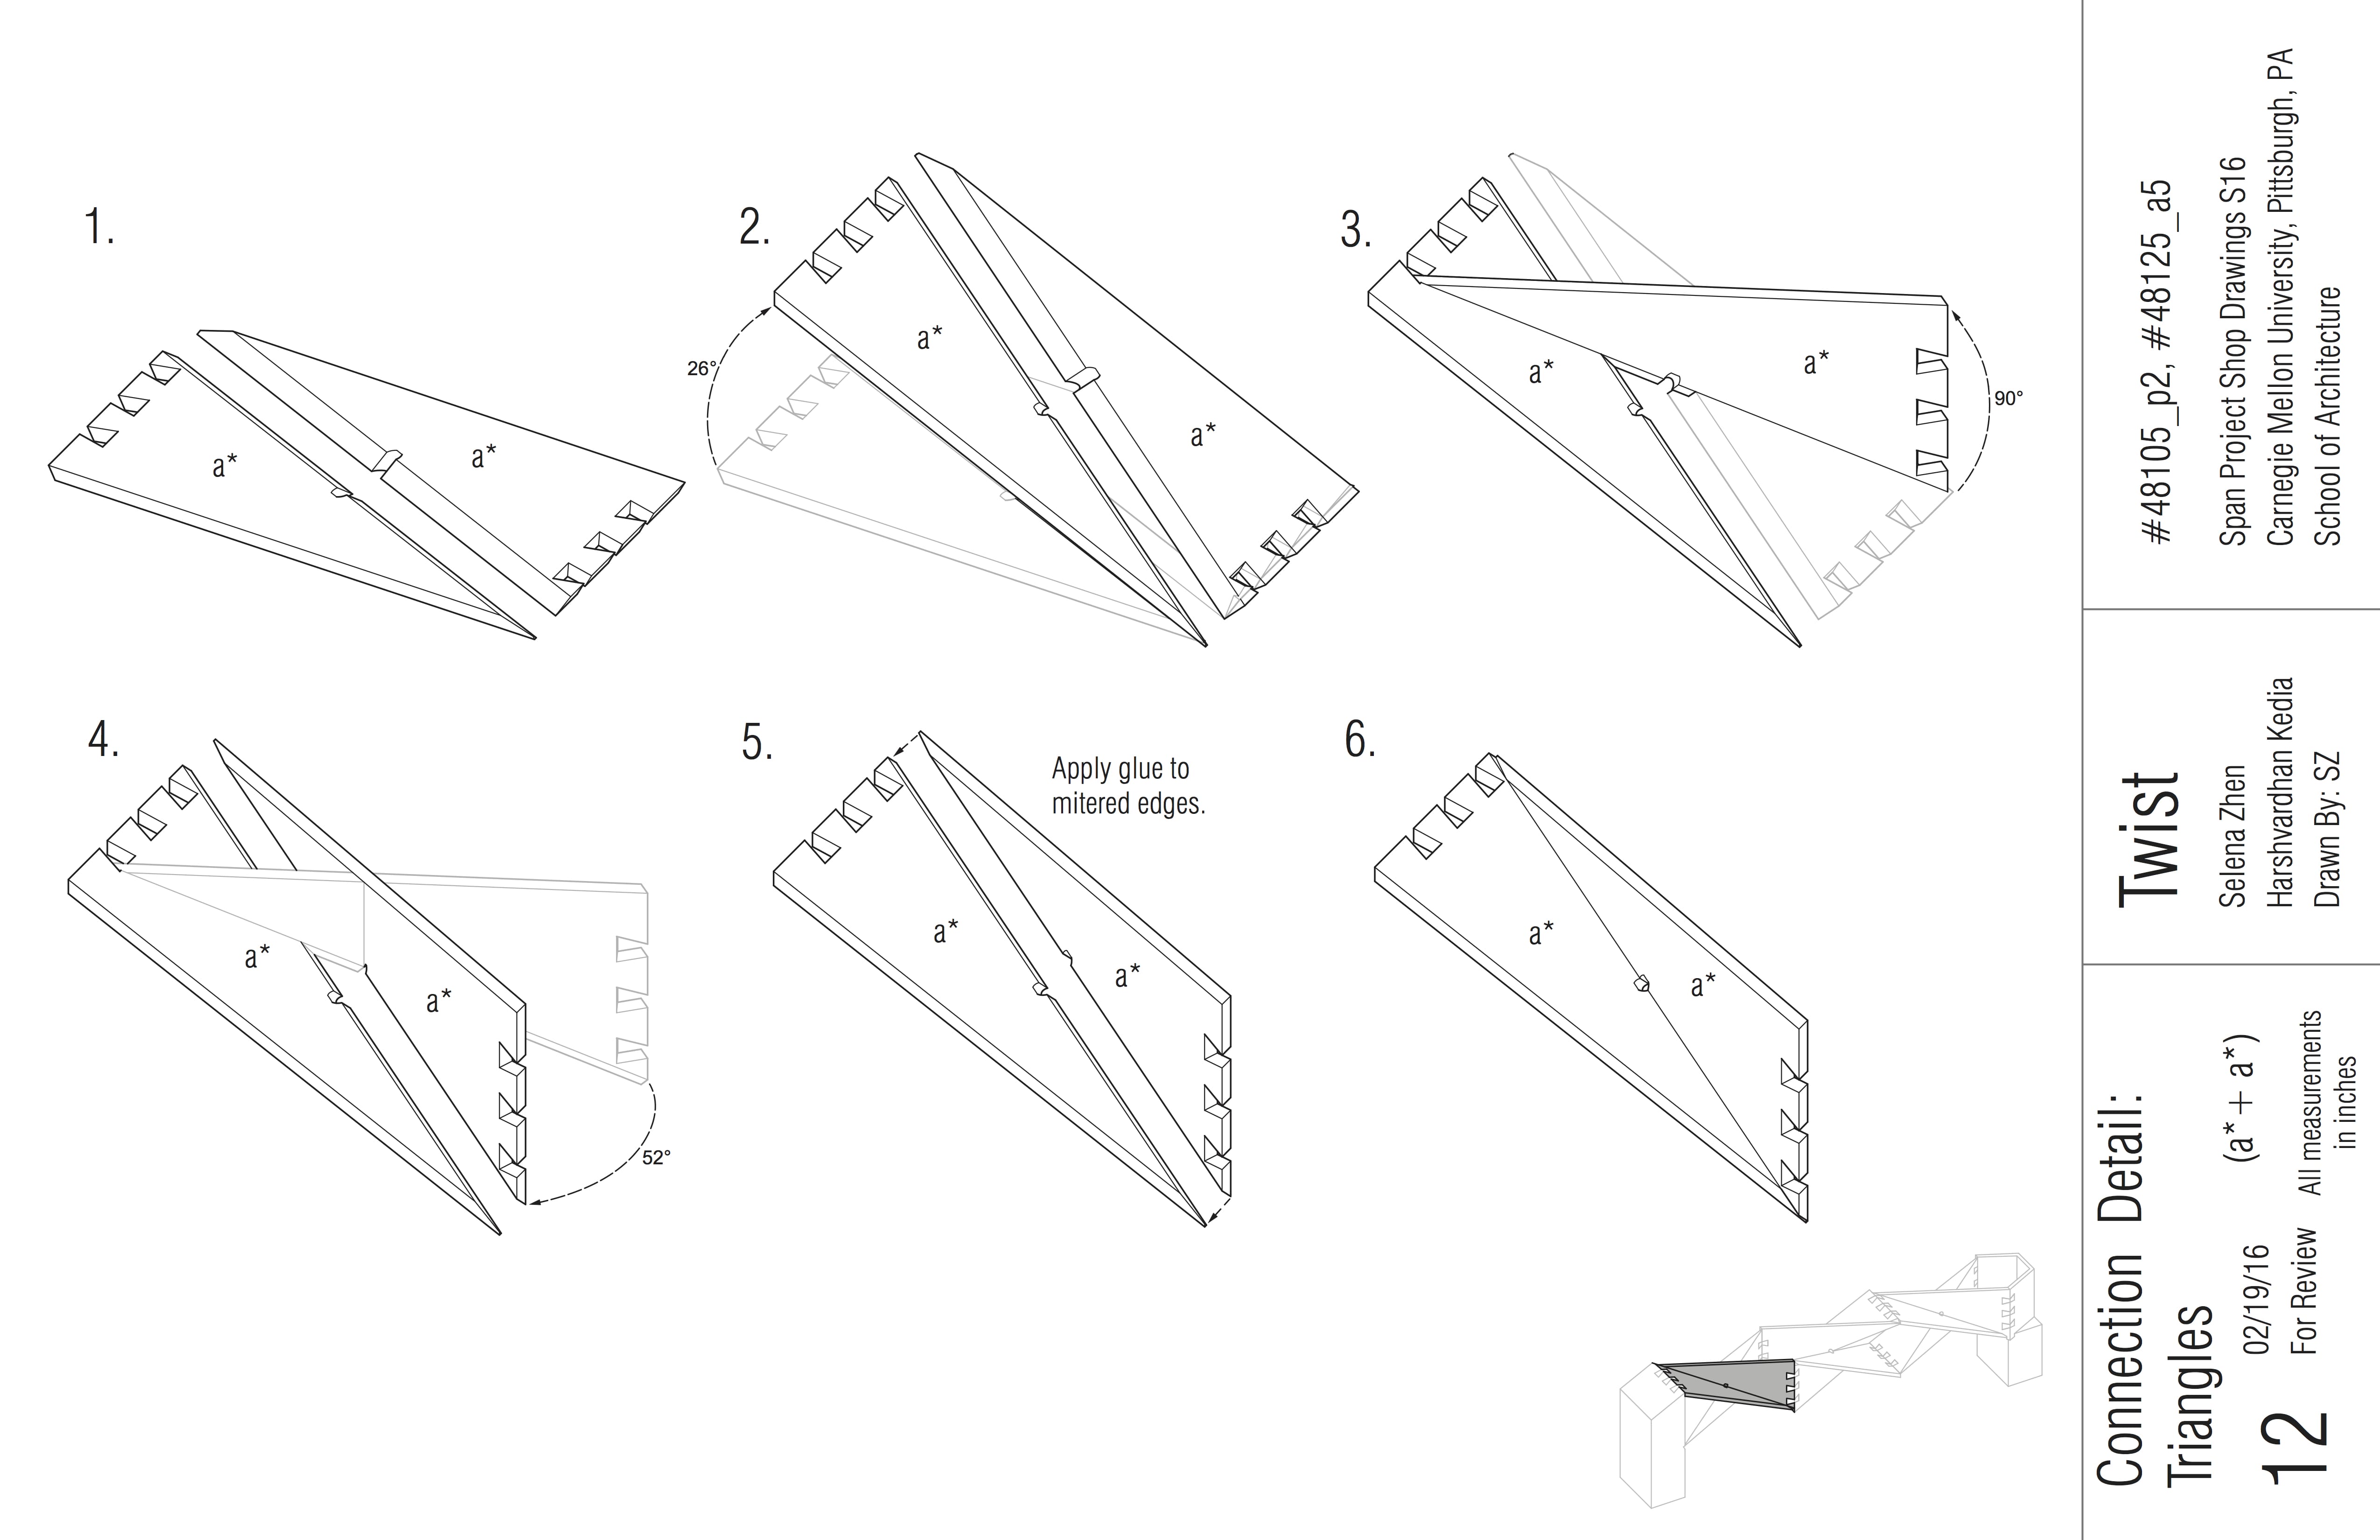 1.
a*
a*
2.
26°
a*
a*
3.
a*
a*
90°
4.
a*
a*
52°
5.
Apply glue to
mitered edges.
a*
a*
6.
a*
a*
#48105_p2, #48125_a5
Span Project Shop Drawings S16
Carnegie Mellon University, Pittsburgh, PA
School of Architecture
Twist
Selena Zhen
Harshvardhan Kedia
Drawn By: SZ
Connection Detail:
Triangles
(a* + a*)
02/19/16
For Review
All measurements
in inches
12